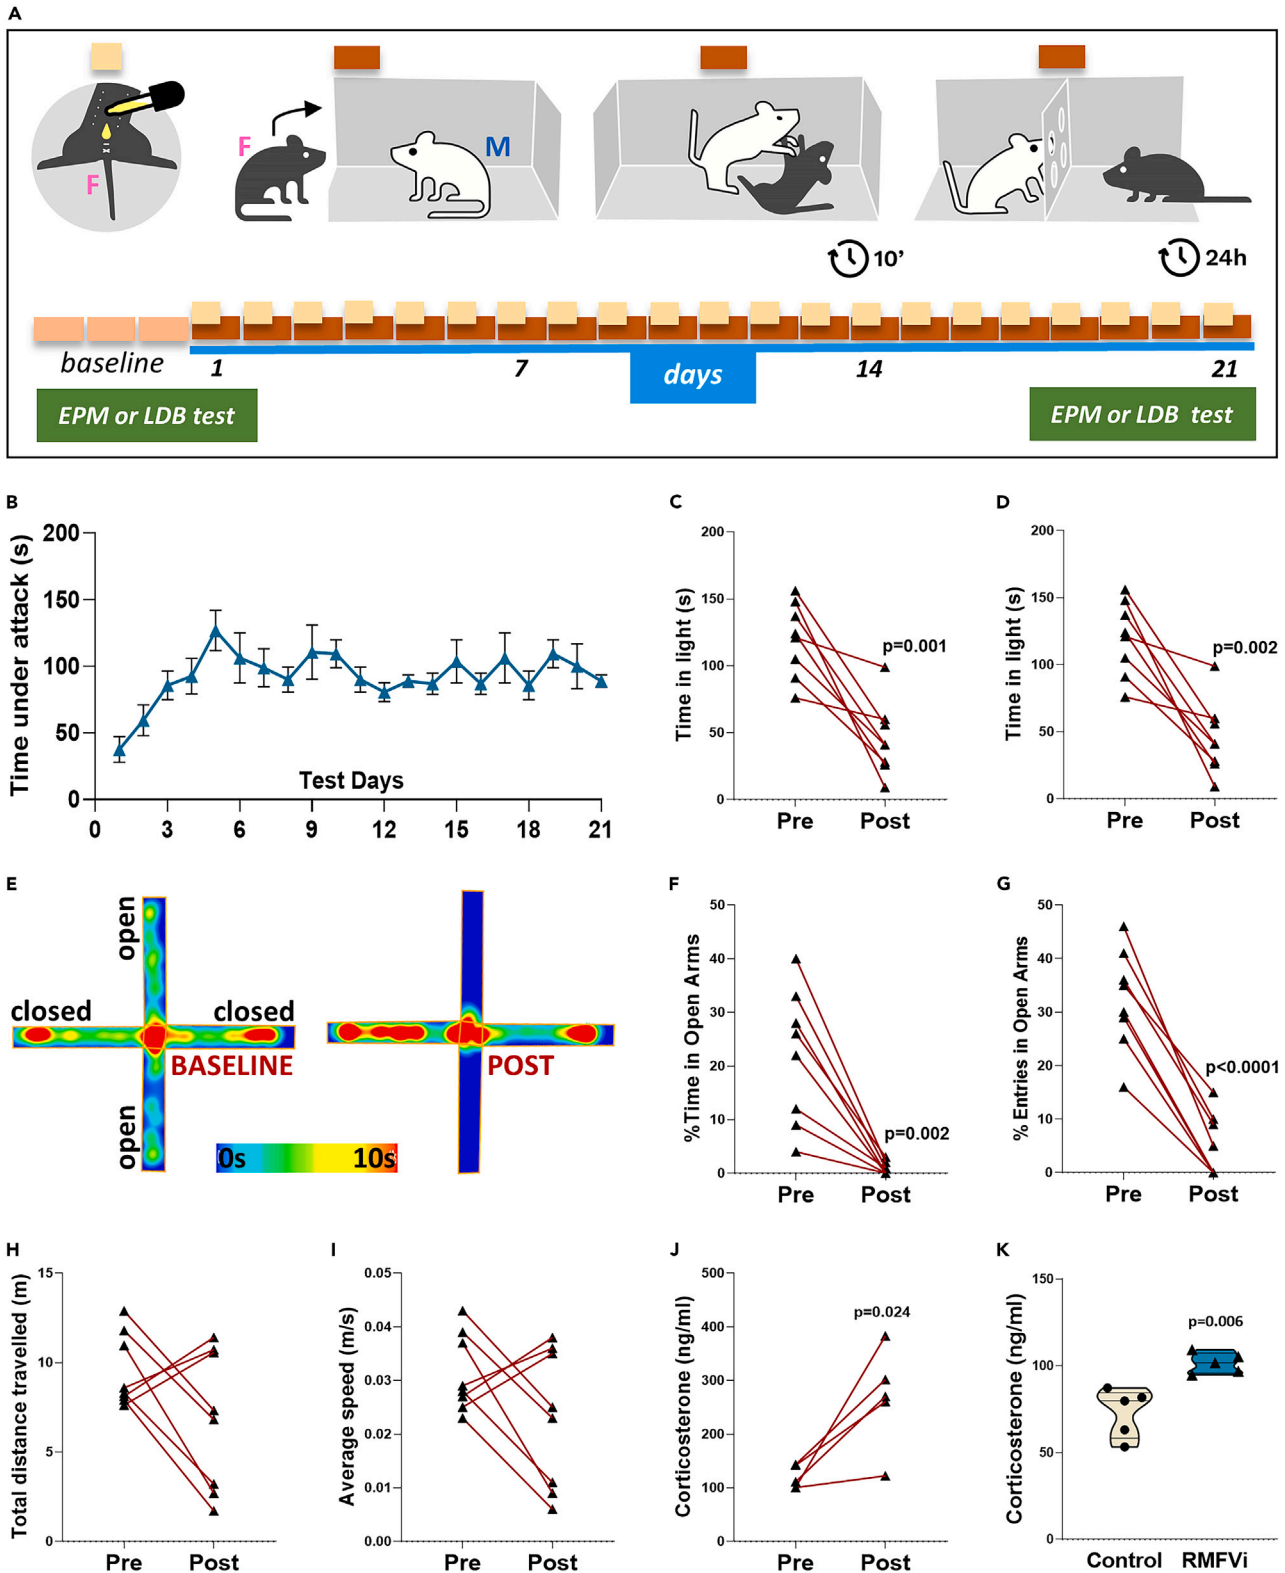 A
F
F
M
10’
24h
baseline
1
7
days
14
21
EPM or LDB test
EPM or LDB test
B
Time under attack (s)
200
150
100
50
0
Test Days
0 3 6 9 12 15 18 21
C
Time in light (s)
200
150
100
50
0
p=0.001
Pre Post
D
Time in light (s)
200
150
100
50
0
p=0.002
Pre Post
E
open
closed closed
BASELINE
open
POST
0s 10s
F
%Time in Open Arms
50
40
30
20
10
0
p=0.002
Pre Post
G
% Entries in Open Arms
50
40
30
20
10
0
p<0.0001
Pre Post
H
Total distance travelled (m)
15
10
5
0
Pre Post
I
Average speed (m/s)
0.05
0.04
0.03
0.02
0.01
0.00
Pre Post
J
Corticosterone (ng/ml)
500
400
300
200
100
0
p=0.024
Pre Post
K
Corticosterone (ng/ml)
150
100
50
0
p=0.006
Control RMFVi